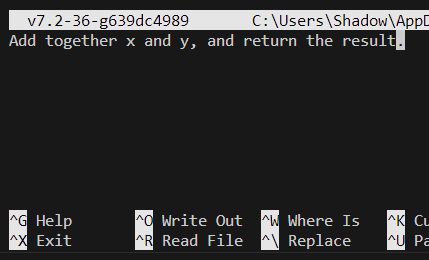 v7.2-36-g639dc4989 C:\Users\Shadow\AppD
Add together x and y, and return the result.
^G Help ^O Write Out ^W Where Is ^K Cu
^X Exit ^R Read File ^\ Replace ^U Pa